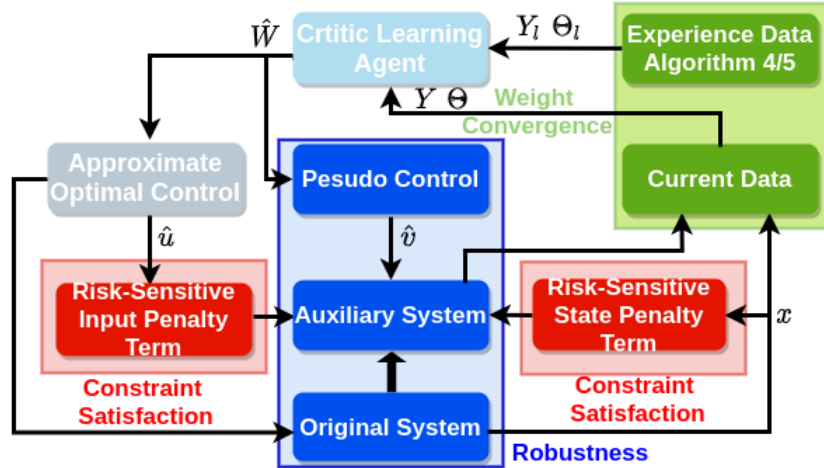 Ŵ
Crtitic Learning
Agent
Y_l Θ_l
Experience Data
Algorithm 4/5
Y Θ
Weight
Convergence
Approximate
Optimal Control
Pesudo Control
Current Data
û
v̂
Risk-Sensitive
Input Penalty
Term
Auxiliary System
Risk-Sensitive
State Penalty
Term
x
Constraint
Satisfaction
Constraint
Satisfaction
Original System
Robustness